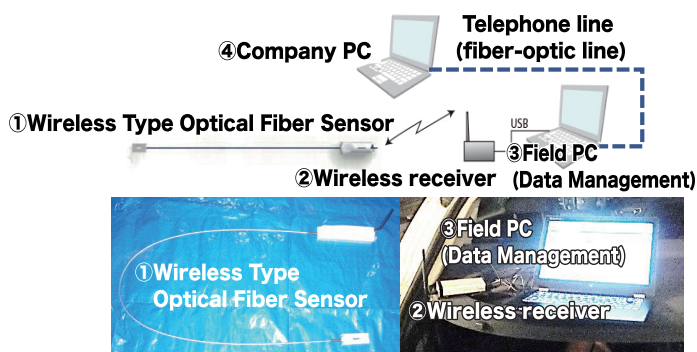 ④Company PC
Telephone line
(fiber-optic line)
①Wireless Type Optical Fiber Sensor
USB
②Wireless receiver
③Field PC
(Data Management)
①Wireless Type
Optical Fiber Sensor
③Field PC
(Data Management)
②Wireless receiver